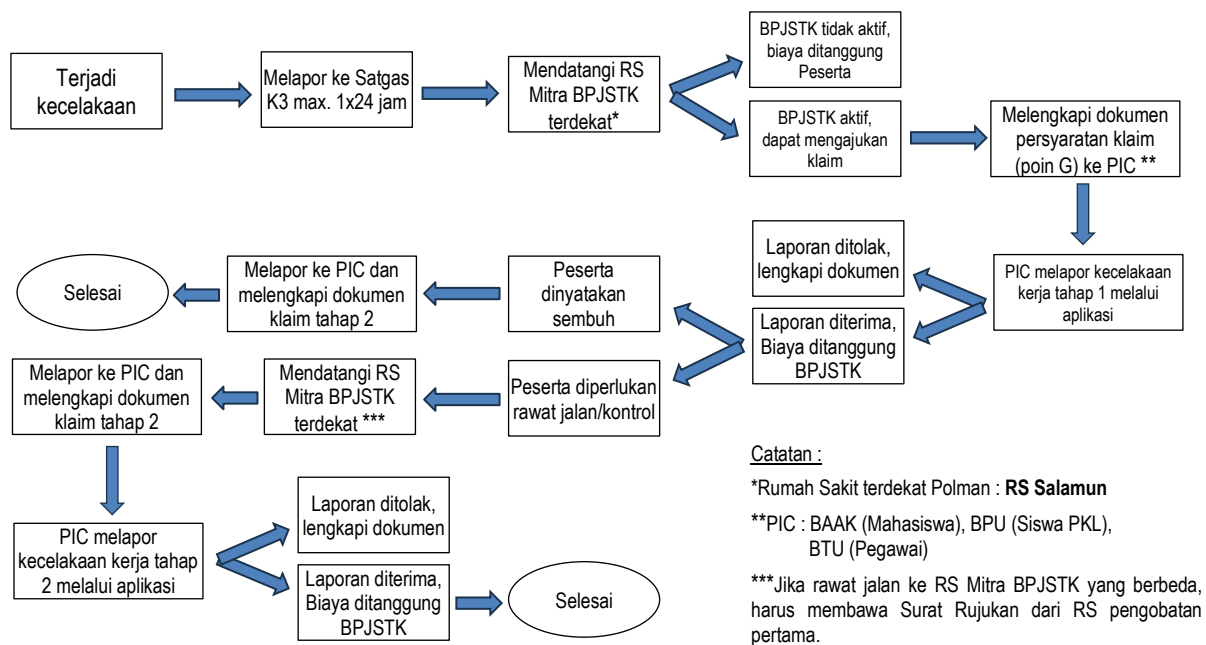 Terjadi
kecelakaan
Melapor ke Satgas
K3 max. 1x24 jam
Mendatangi RS
Mitra BPJSTK
terdekat*
BPJSTK tidak aktif,
biaya ditanggung
Peserta
BPJSTK aktif,
dapat mengajukan
klaim
Melengkapi dokumen
persyaratan klaim
(poin G) ke PIC **
PIC melapor kecelakaan
kerja tahap 1 melalui
aplikasi
Laporan ditolak,
lengkapi dokumen
Laporan diterima,
Biaya ditanggung
BPJSTK
Peserta
dinyatakan
sembuh
Melapor ke PIC dan
melengkapi dokumen
klaim tahap 2
Selesai
Peserta diperlukan
rawat jalan/kontrol
Mendatangi RS
Mitra BPJSTK
terdekat ***
Melapor ke PIC dan
melengkapi dokumen
klaim tahap 2
PIC melapor
kecelakaan kerja tahap
2 melalui aplikasi
Laporan ditolak,
lengkapi dokumen
Laporan diterima,
Biaya ditanggung
BPJSTK
Selesai
Catatan :
*Rumah Sakit terdekat Polman : RS Salamun
**PIC : BAAK (Mahasiswa), BPU (Siswa PKL),
BTU (Pegawai)
***Jika rawat jalan ke RS Mitra BPJSTK yang berbeda,
harus membawa Surat Rujukan dari RS pengobatan
pertama.